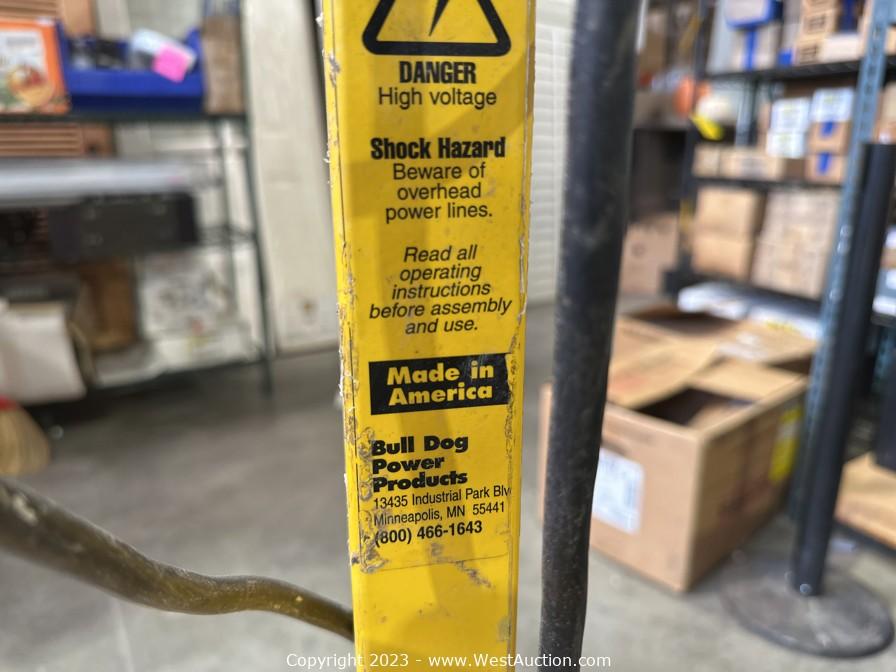 DANGER
High voltage
Shock Hazard
Beware of
overhead
power lines.
Read all
operating
instructions
before assembly
and use.
Made in
America
Bull Dog
Power
Products
13435 Industrial Park Blv
Minneapolis, MN 55441
(800) 466-1643
Copyright © 2023 - www.WestAuction.com